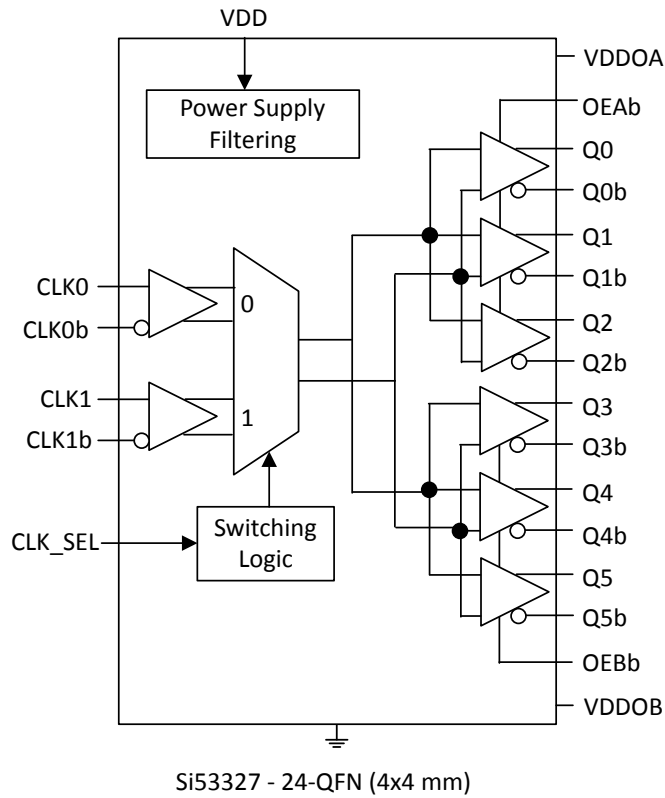 VDD
VDDOA
Power Supply
Filtering
OEAb
Q0
Q0b
Q1
Q1b
CLK0
0
CLK0b
Q2
Q2b
CLK1
1
CLK1b
Q3
Q3b
Q4
Q4b
CLK_SEL
Switching
Logic
Q5
Q5b
OEBb
VDDOB
Si53327 - 24-QFN (4x4 mm)